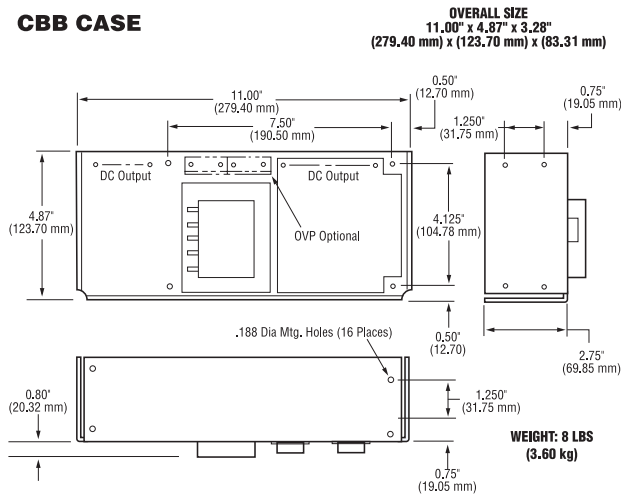 CBB CASE
OVERALL SIZE
11.00" x 4.87" x 3.28"
(279.40 mm) x (123.70 mm) x (83.31 mm)
11.00"
(279.40 mm)
0.50"
(12.70 mm)
0.75"
(19.05 mm)
7.50"
(190.50 mm)
1.250"
(31.75 mm)
DC Output
DC Output
4.87"
(123.70 mm)
OVP Optional
4.125"
(104.78 mm)
.188 Dia Mtg. Holes (16 Places)
0.50"
(12.70)
2.75"
(69.85 mm)
0.80"
(20.32 mm)
1.250"
(31.75 mm)
WEIGHT: 8 LBS
(3.60 kg)
0.75"
(19.05 mm)